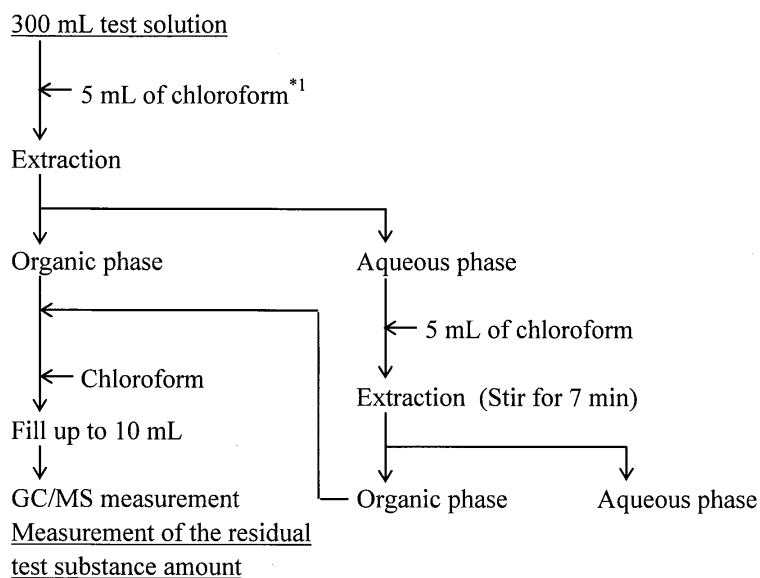 300 mL test solution
5 mL of chloroform*1
Extraction
Organic phase
Aqueous phase
5 mL of chloroform
Chloroform
Extraction (Stir for 7 min)
Fill up to 10 mL
GC/MS measurement
Organic phase
Aqueous phase
Measurement of the residual
test substance amount